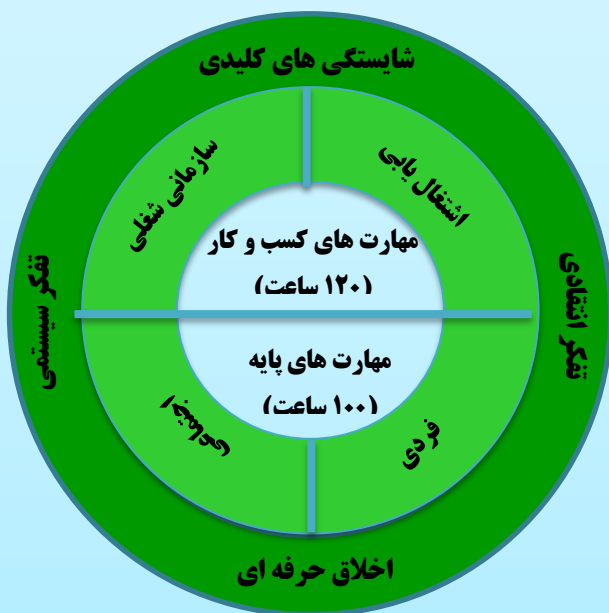 شایستگی های کلیدی
اشتغال یابی
سازمانی شغلی
مهارت های کسب و کار
(۱۲۰ ساعت)
تفکر انتقادی
تفکر سیستمی
مهارت های پایه
(۱۰۰ ساعت)
فردی
اجتماعی
اخلاق حرفه ای